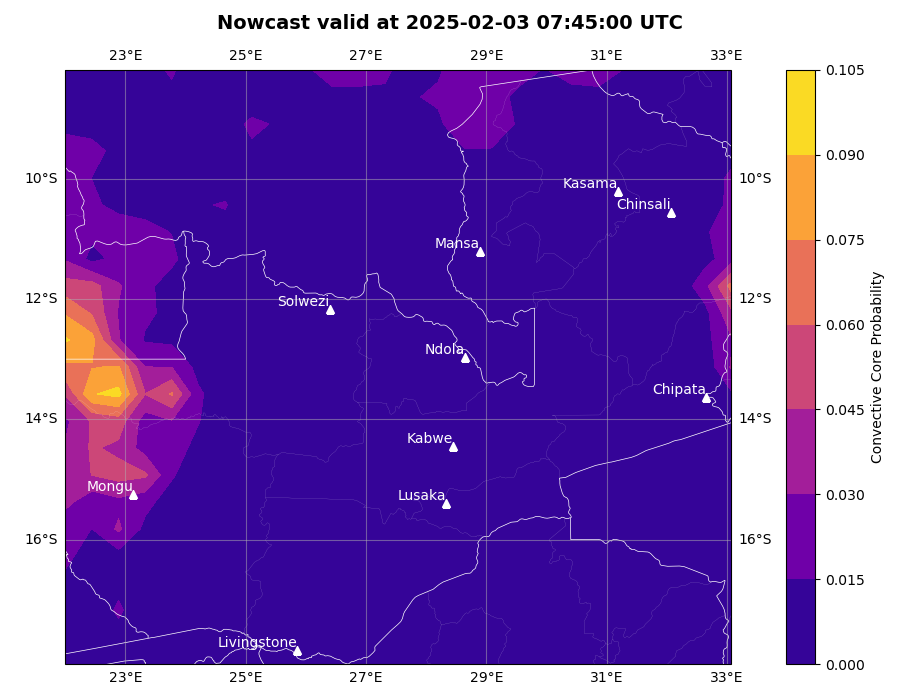 Nowcast valid at 2025-02-03 07:45:00 UTC
23°E 25°E 27°E 29°E 31°E 33°E
0.105
0.090
0.075
0.060
0.045
0.030
0.015
0.000
Convective Core Probability
10°S 10°S
12°S 12°S
14°S 14°S
16°S 16°S
Kasama
Chinsali
Mansa
Solwezi
Ndola
Chipata
Kabwe
Mongu
Lusaka
Livingstone
23°E 25°E 27°E 29°E 31°E 33°E